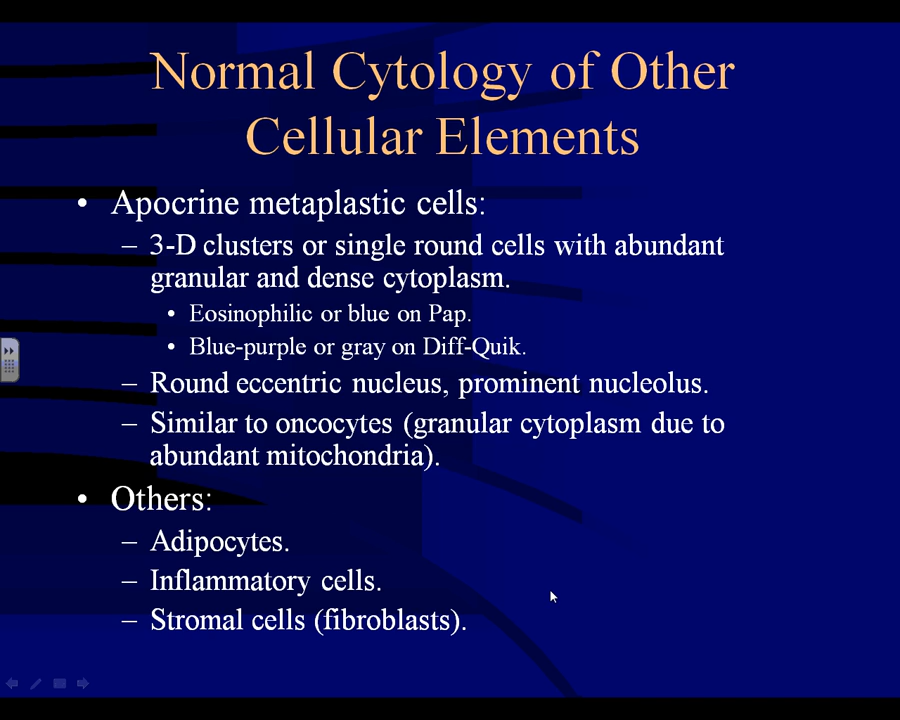 Normal Cytology of Other
Cellular Elements
• Apocrine metaplastic cells:
– 3-D clusters or single round cells with abundant
granular and dense cytoplasm.
• Eosinophilic or blue on Pap.
• Blue-purple or gray on Diff-Quik.
– Round eccentric nucleus, prominent nucleolus.
– Similar to oncocytes (granular cytoplasm due to
abundant mitochondria).
• Others:
– Adipocytes.
– Inflammatory cells.
– Stromal cells (fibroblasts).